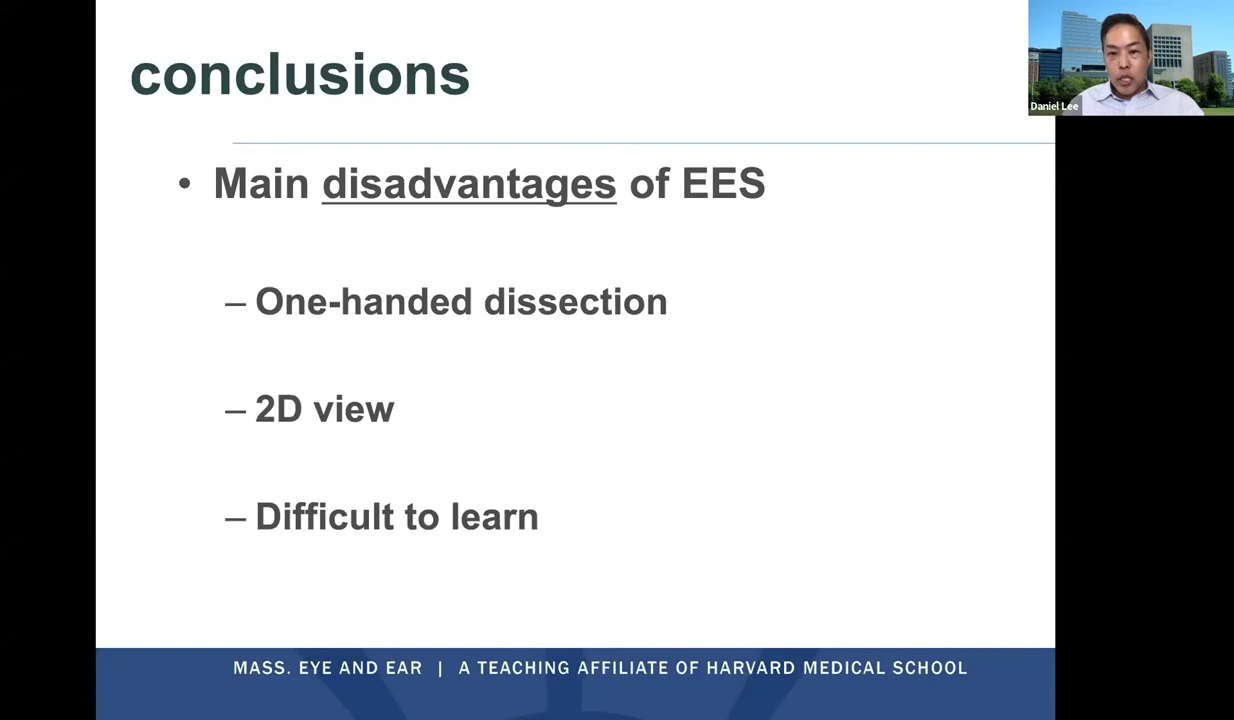 conclusions
Daniel Lee
• Main disadvantages of EES
– One-handed dissection
– 2D view
– Difficult to learn
MASS. EYE AND EAR | A TEACHING AFFILIATE OF HARVARD MEDICAL SCHOOL